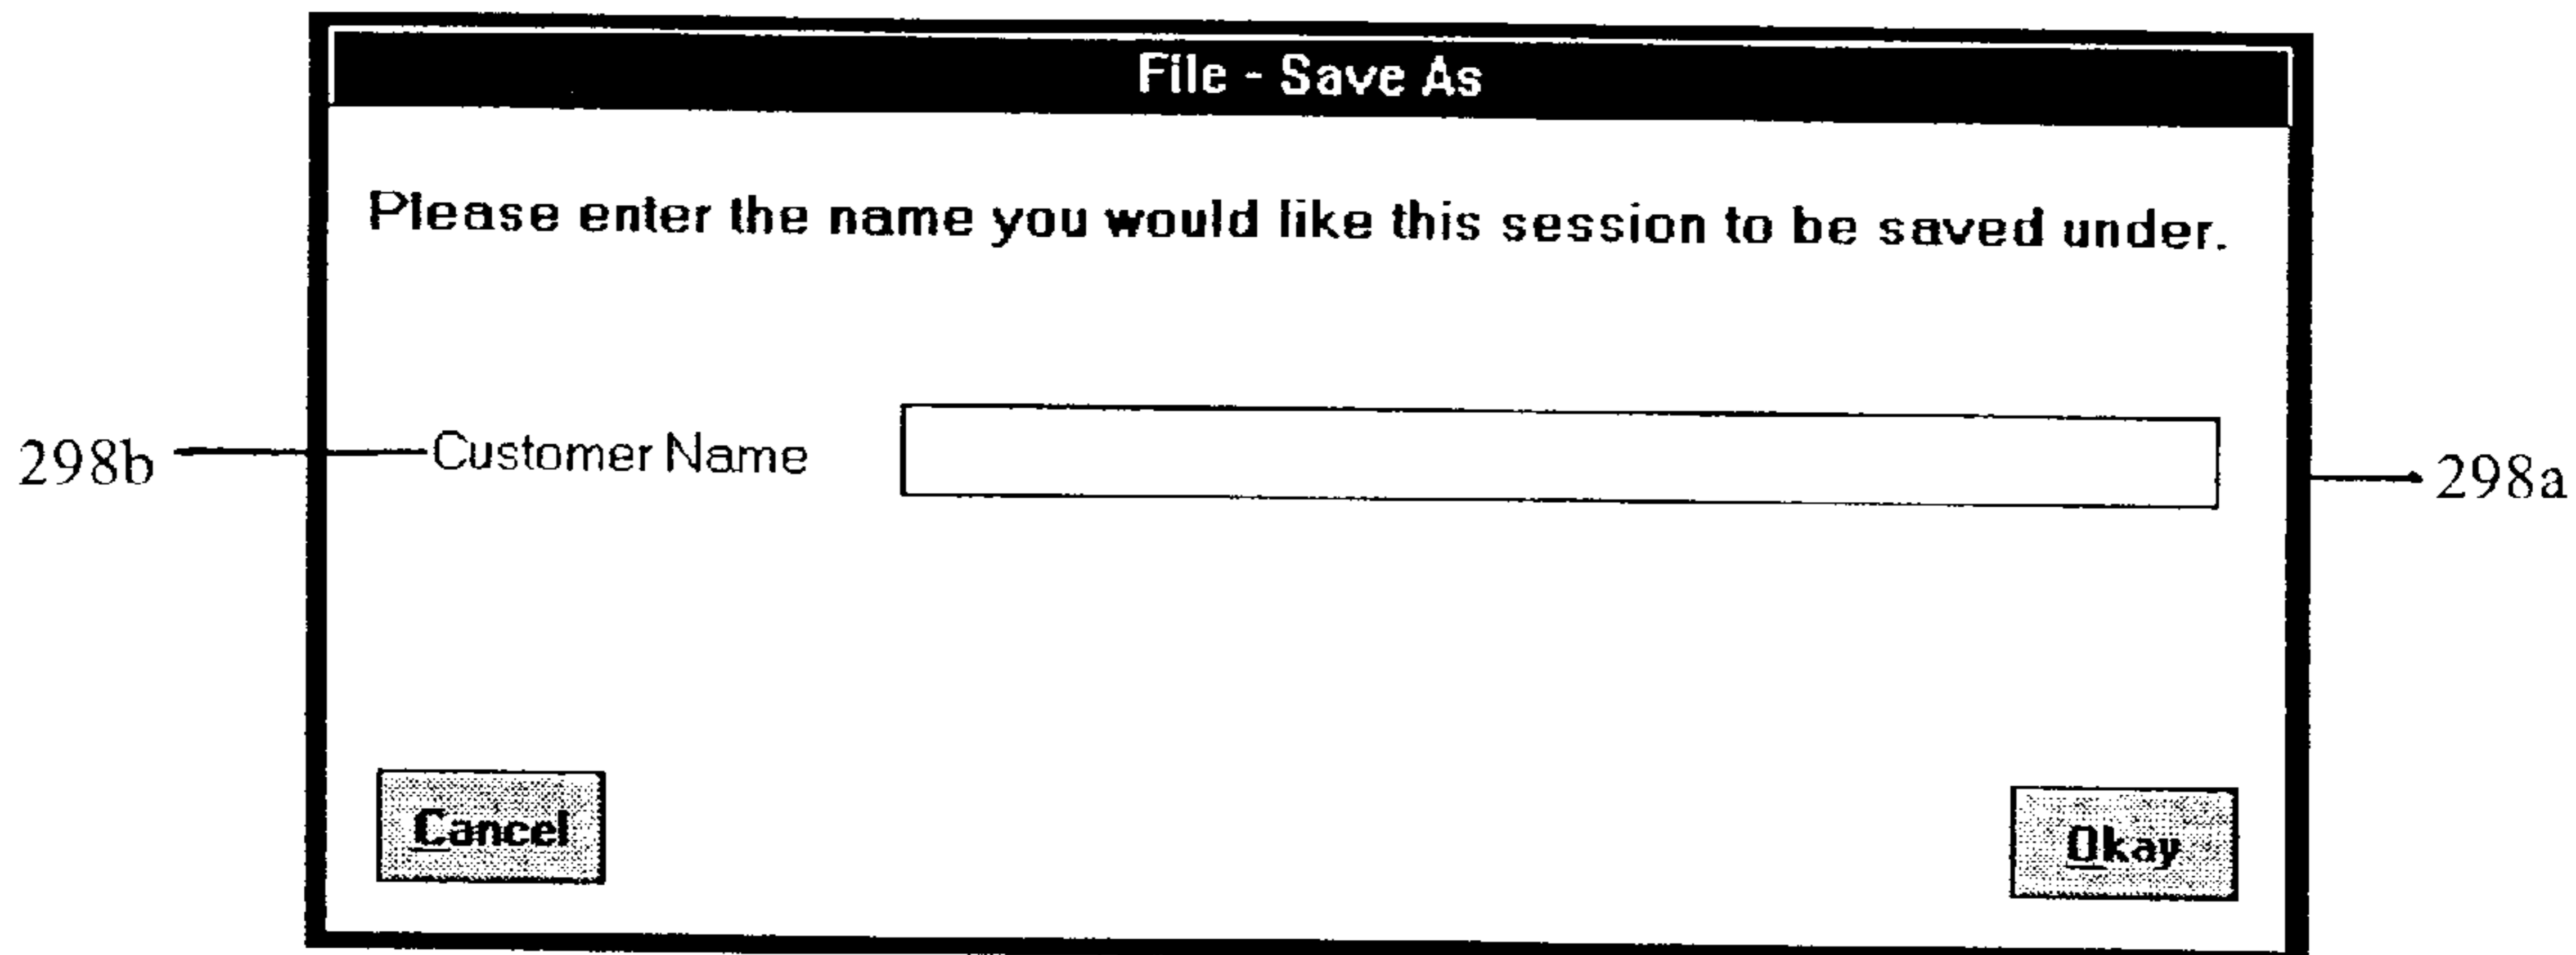 File - Save As
Please enter the name you would like this session to be saved under.
298b Customer Name 298a
Cancel Okay